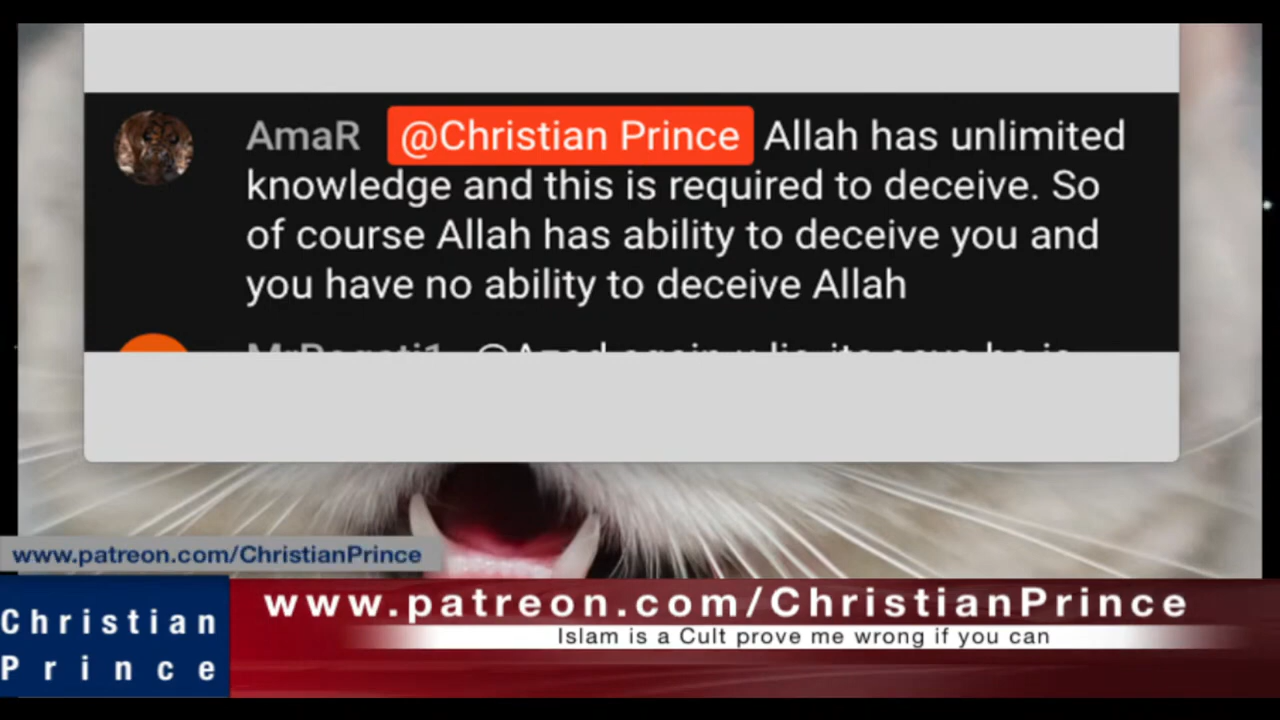 AmaR @Christian Prince Allah has unlimited
knowledge and this is required to deceive. So
of course Allah has ability to deceive you and
you have no ability to deceive Allah
www.patreon.com/ChristianPrince
www.patreon.com/ChristianPrince
Islam is a Cult prove me wrong if you can
Christian
Prince